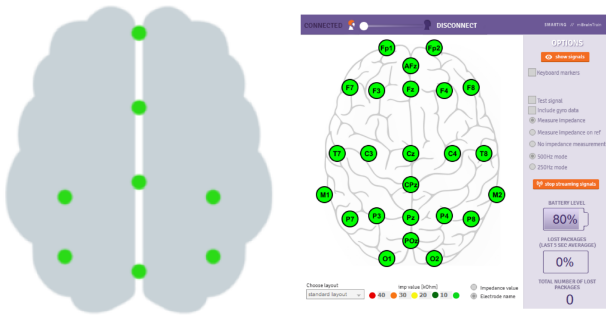 CONNECTED DISCONNECT
SMARTING
OPTIONS
show signals
Keyboard markers
Test signal
Include gyro data
Measure impedance
Measure impedance on ref
No impedance measurement
500Hz mode
250Hz mode
stop streaming signals
BATTERY LEVEL
80%
LOST PACKAGES
(LAST 5 SEC AVERAGE)
0%
TOTAL NUMBER OF LOST
PACKAGES
0
Fp1 Fp2
AFz
F7 F3 Fz F4 F8
T7 C3 Cz C4 T8
CPz
M1 M2
P7 P3 Pz P4 P8
POz
O1 O2
Choose layout
standard layout
Imp value [kOhm]
40 30 20 10
Impedance value
Electrode name